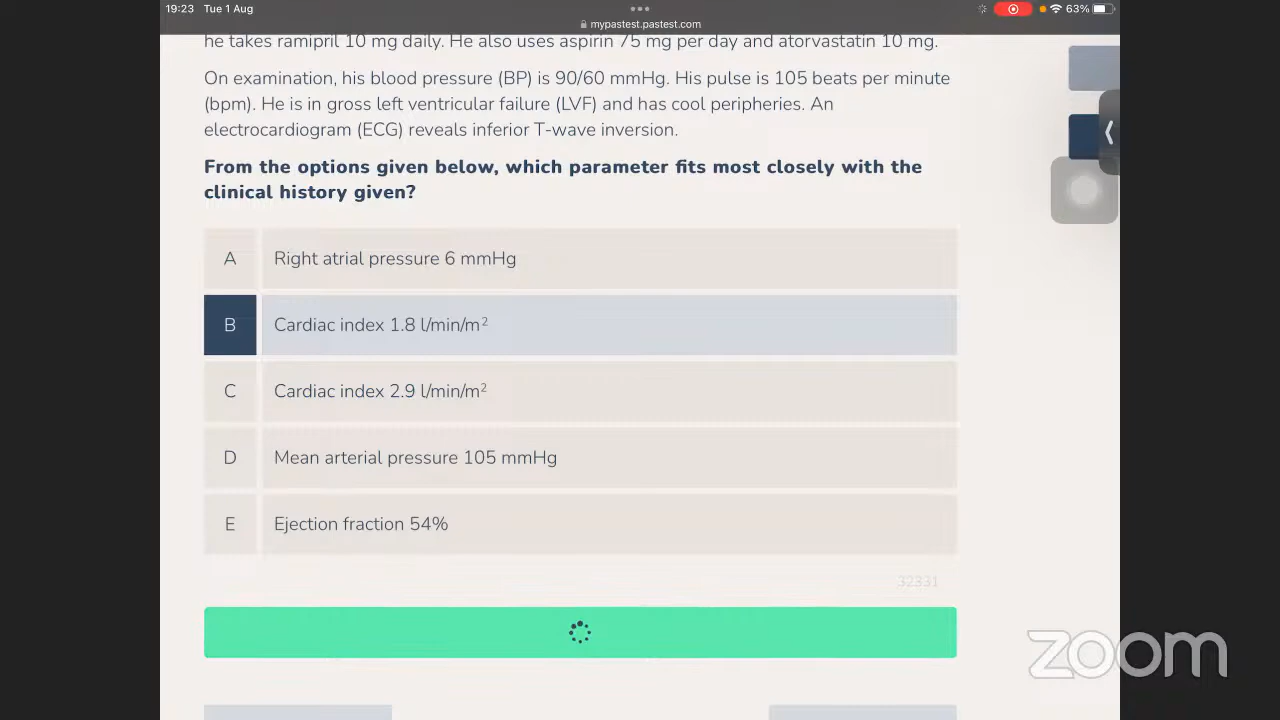 19:23 Tue 1 Aug
63%
mypastest.pastest.com
he takes ramipril 10 mg daily. He also uses aspirin 75 mg per day and atorvastatin 10 mg.
On examination, his blood pressure (BP) is 90/60 mmHg. His pulse is 105 beats per minute
(bpm). He is in gross left ventricular failure (LVF) and has cool peripheries. An
electrocardiogram (ECG) reveals inferior T-wave inversion.
From the options given below, which parameter fits most closely with the
clinical history given?
A Right atrial pressure 6 mmHg
B Cardiac index 1.8 l/min/m²
C Cardiac index 2.9 l/min/m²
D Mean arterial pressure 105 mmHg
E Ejection fraction 54%
32331
zoom